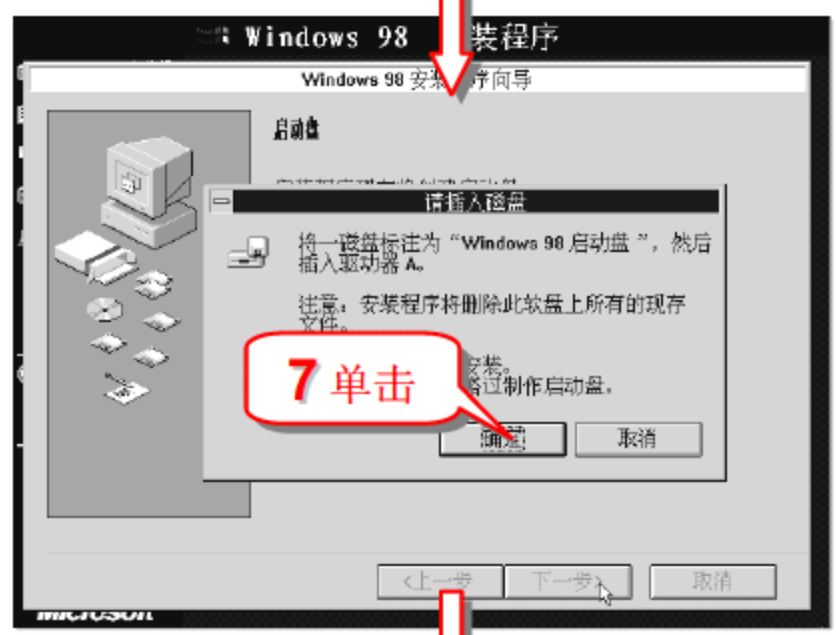 Windows 98 装程序
Windows 98 安装程序向导
启动盘
请插入磁盘
将一磁盘标注为“Windows 98 启动盘 ”，然后
插入驱动器 A。
注意：安装程序将删除此软盘上所有的现存
文件。
安装。
略过制作启动盘。
7 单击
确定 取消
<上一步 下一步> 取消
Microsoft